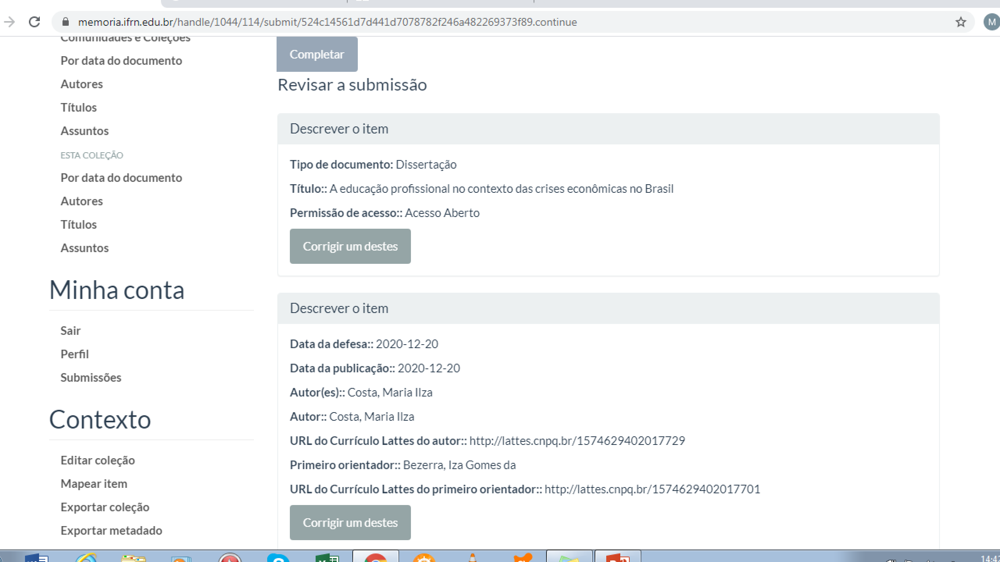 memoria.ifrn.edu.br/handle/1044/114/submit/524c14561d7d441d7078782f246a482269373f89.continue
M
Comunidades e Coleções
Por data do documento
Autores
Títulos
Assuntos
ESTA COLEÇÃO
Por data do documento
Autores
Títulos
Assuntos
Minha conta
Sair
Perfil
Submissões
Contexto
Editar coleção
Mapear item
Exportar coleção
Exportar metadado
Completar
Revisar a submissão
Descrever o item
Tipo de documento: Dissertação
Título:: A educação profissional no contexto das crises econômicas no Brasil
Permissão de acesso:: Acesso Aberto
Corrigir um destes
Descrever o item
Data da defesa:: 2020-12-20
Data da publicação:: 2020-12-20
Autor(es):: Costa, Maria Ilza
Autor:: Costa, Maria Ilza
URL do Currículo Lattes do autor:: http://lattes.cnpq.br/1574629402017729
Primeiro orientador:: Bezerra, Iza Gomes da
URL do Currículo Lattes do primeiro orientador:: http://lattes.cnpq.br/1574629402017701
Corrigir um destes